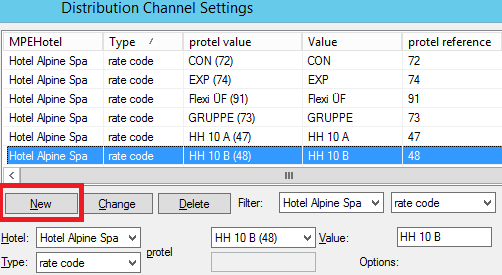 Distribution Channel Settings
MPEHotel Type protel value Value protel reference
Hotel Alpine Spa rate code CON (72) CON 72
Hotel Alpine Spa rate code EXP (74) EXP 74
Hotel Alpine Spa rate code Flexi ÜF (91) Flexi ÜF 91
Hotel Alpine Spa rate code GRUPPE (73) GRUPPE 73
Hotel Alpine Spa rate code HH 10 A (47) HH 10 A 47
Hotel Alpine Spa rate code HH 10 B (48) HH 10 B 48
New Change Delete Filter: Hotel Alpine Spa rate code
Hotel: Hotel Alpine Spa protel HH 10 B (48) Value: HH 10 B
Type: rate code Options: